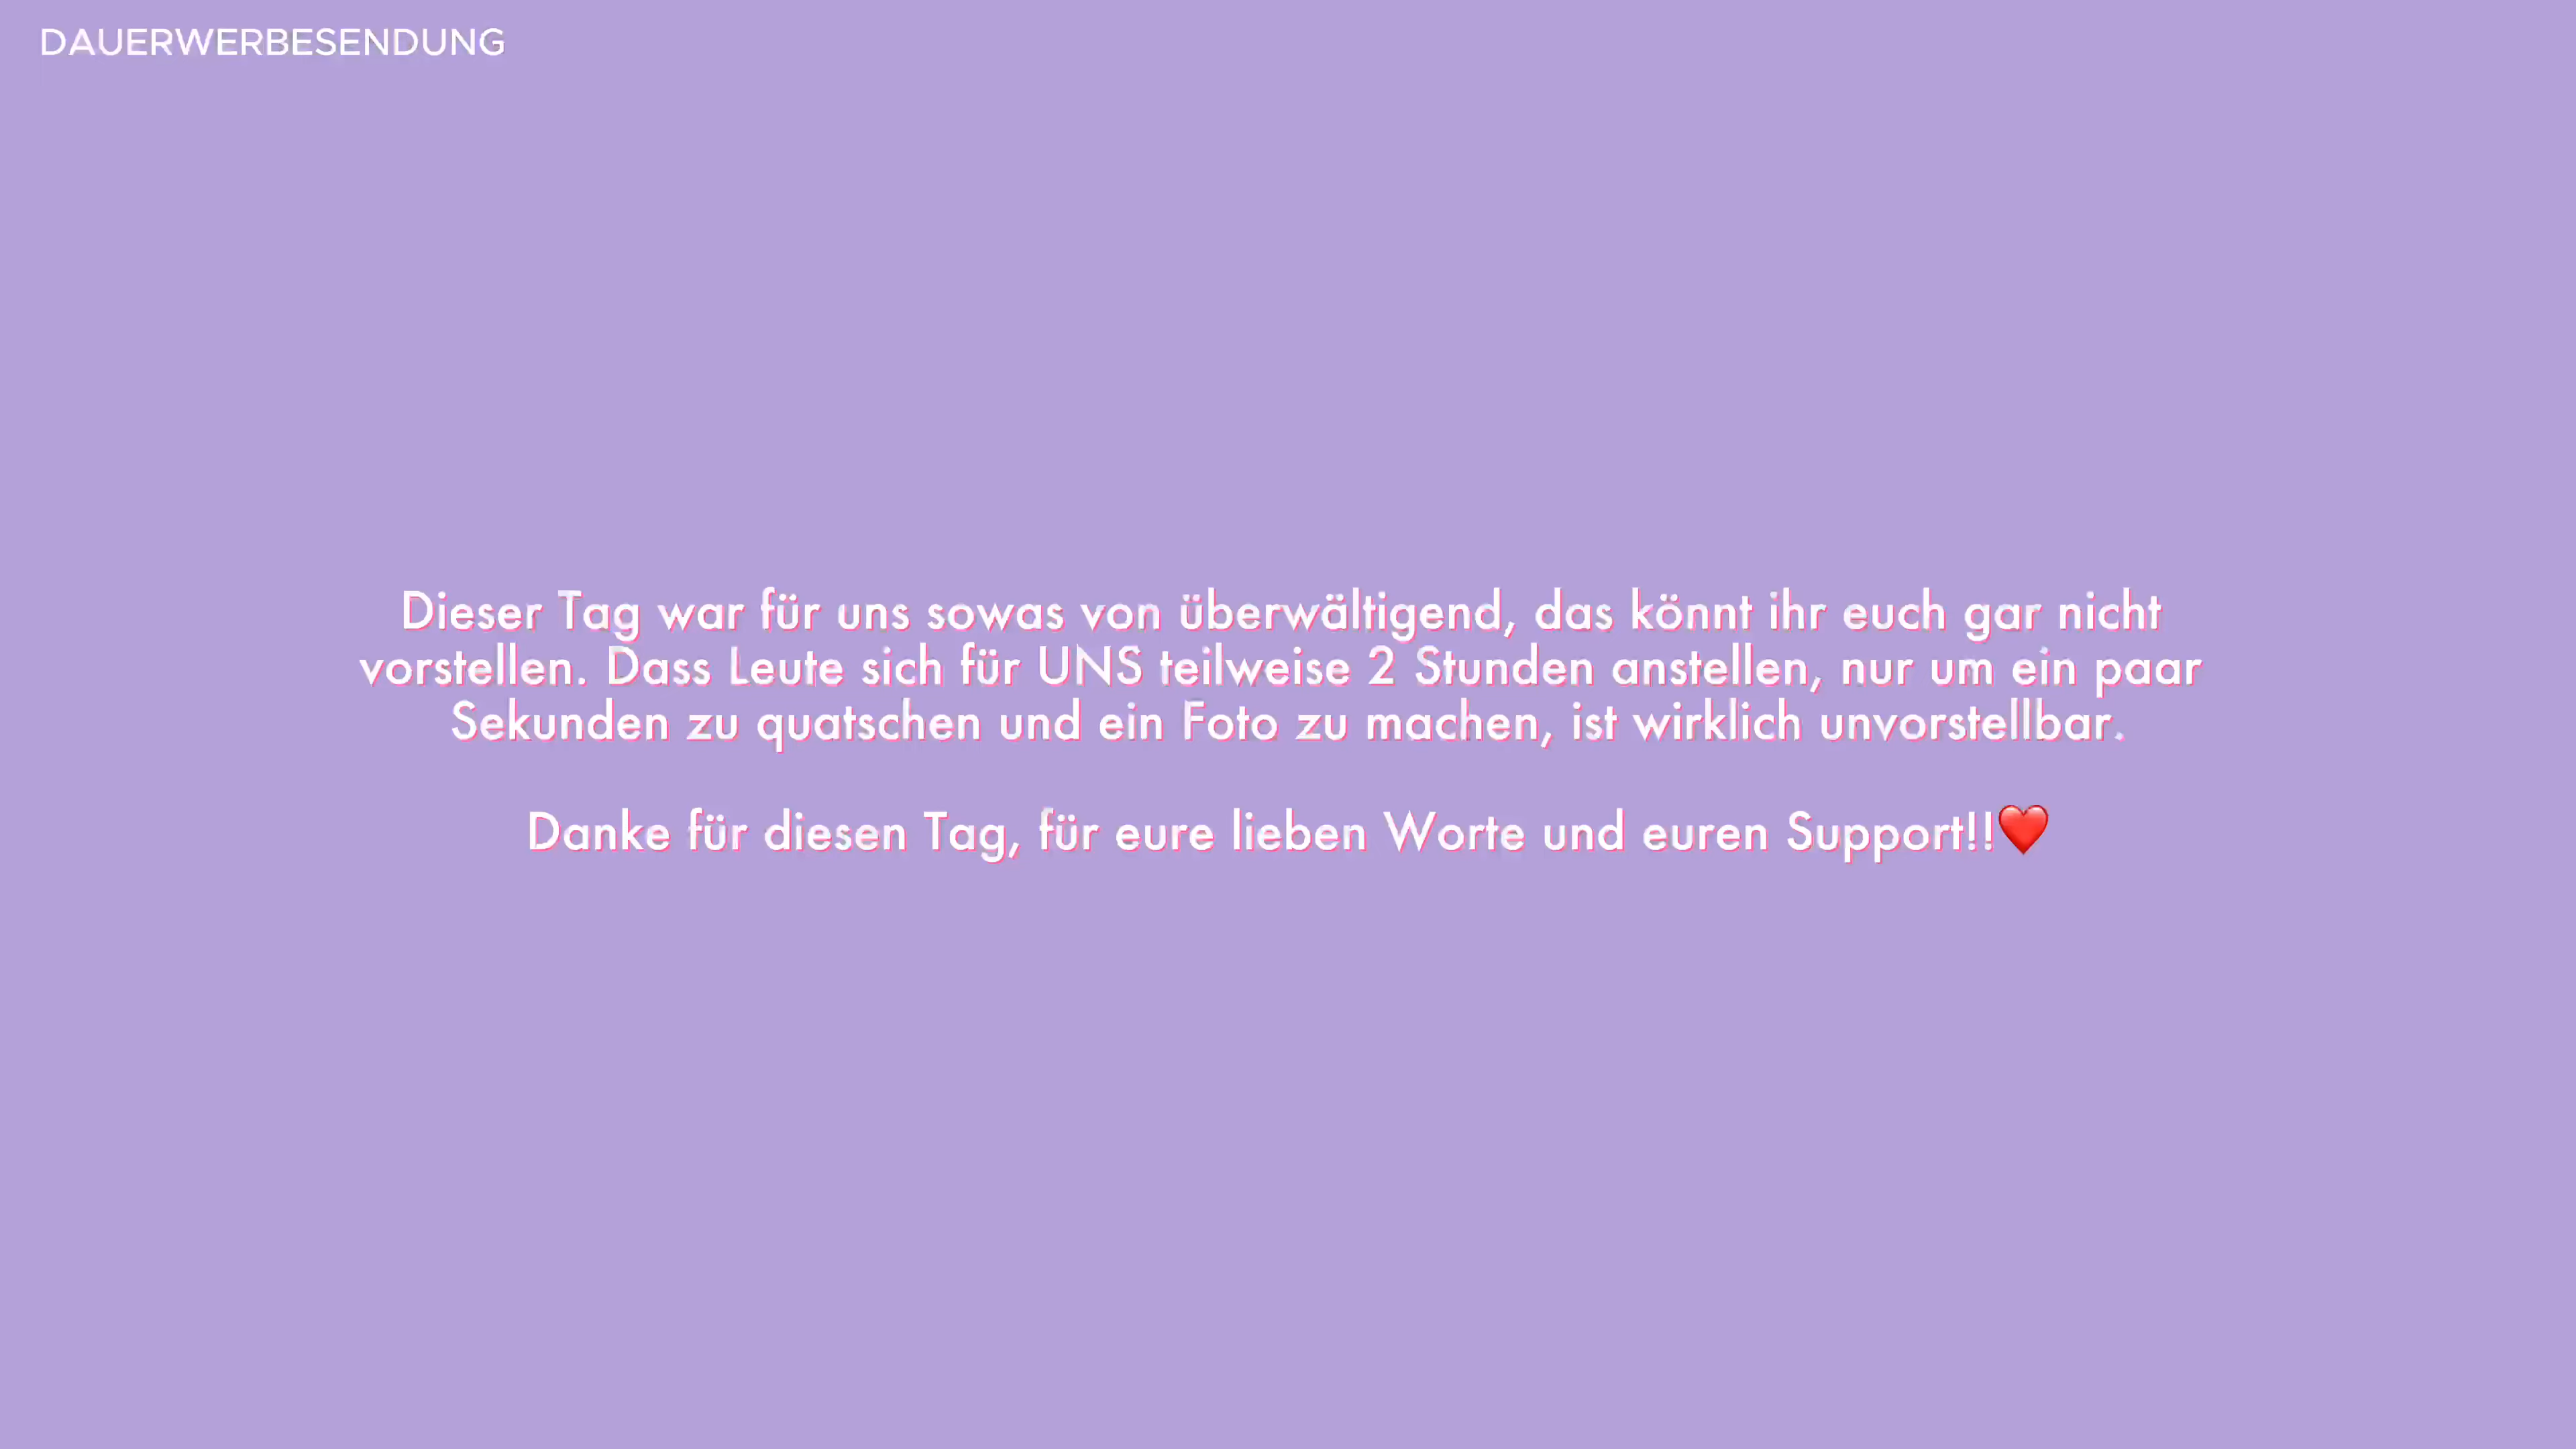 DAUERWERBESENDUNG
Dieser Tag war für uns sowas von überwältigend, das könnt ihr euch gar nicht
vorstellen. Dass Leute sich für UNS teilweise 2 Stunden anstellen, nur um ein paar
Sekunden zu quatschen und ein Foto zu machen, ist wirklich unvorstellbar.
Danke für diesen Tag, für eure lieben Worte und euren Support!!❤️